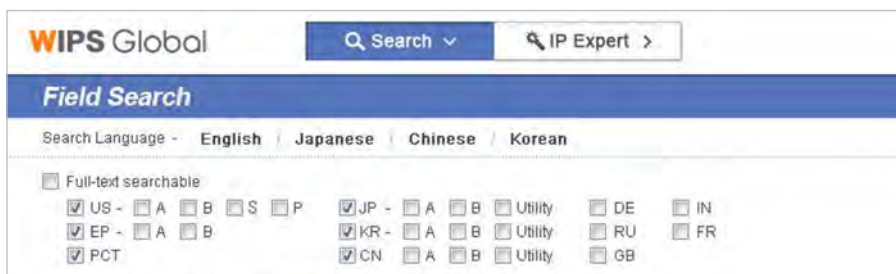 WIPS Global Search IP Expert >
Field Search
Search Language - English / Japanese / Chinese / Korean
Full-text searchable
US - A B S P JP - A B Utility DE IN
EP - A B KR - A B Utility RU FR
PCT CN A B Utility GB